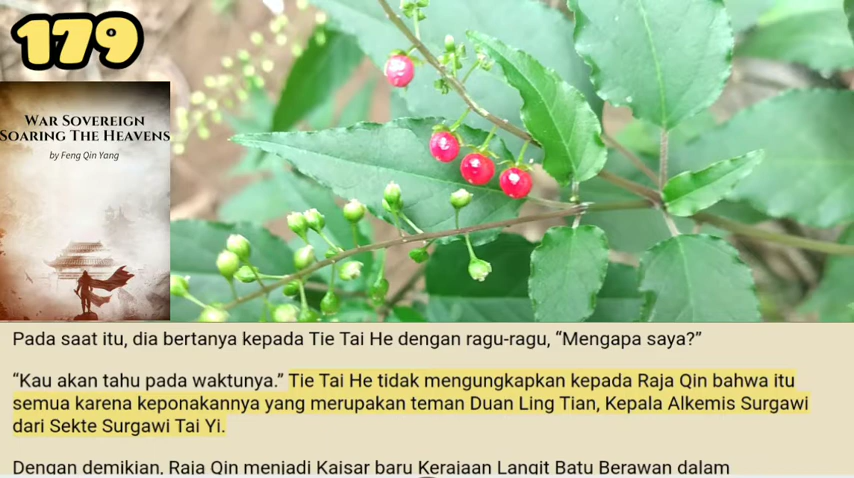 179
WAR SOVEREIGN
SOARING THE HEAVENS
by Feng Qin Yang
Pada saat itu, dia bertanya kepada Tie Tai He dengan ragu-ragu, “Mengapa saya?”
“Kau akan tahu pada waktunya.” Tie Tai He tidak mengungkapkan kepada Raja Qin bahwa itu
semua karena keponakannya yang merupakan teman Duan Ling Tian, Kepala Alkemis Surgawi
dari Sekte Surgawi Tai Yi.
Dengan demikian, Raja Qin menjadi Kaisar baru Kerajaan Langit Batu Berawan dalam